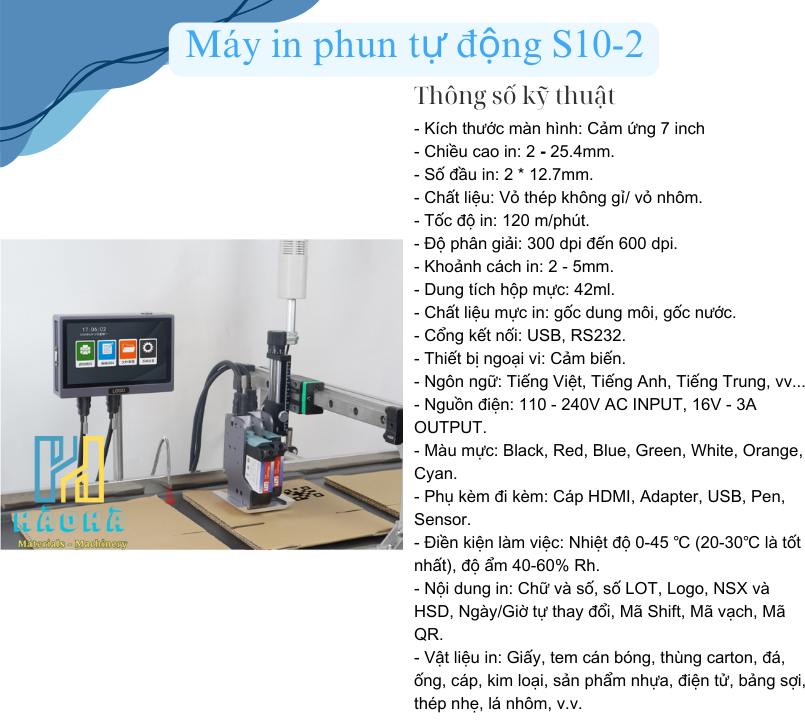 Máy in phun tự động S10-2
Thông số kỹ thuật
- Kích thước màn hình: Cảm ứng 7 inch
- Chiều cao in: 2 - 25.4mm.
- Số đầu in: 2 * 12.7mm.
- Chất liệu: Vỏ thép không gỉ/ vỏ nhôm.
- Tốc độ in: 120 m/phút.
- Độ phân giải: 300 dpi đến 600 dpi.
- Khoảnh cách in: 2 - 5mm.
- Dung tích hộp mực: 42ml.
- Chất liệu mực in: gốc dung môi, gốc nước.
- Cổng kết nối: USB, RS232.
- Thiết bị ngoại vi: Cảm biến.
- Ngôn ngữ: Tiếng Việt, Tiếng Anh, Tiếng Trung, vv...
- Nguồn điện: 110 - 240V AC INPUT, 16V - 3A
OUTPUT.
- Màu mực: Black, Red, Blue, Green, White, Orange,
Cyan.
- Phụ kèm đi kèm: Cáp HDMI, Adapter, USB, Pen,
Sensor.
- Điền kiện làm việc: Nhiệt độ 0-45 ℃ (20-30℃ là tốt
nhất), độ ẩm 40-60% Rh.
- Nội dung in: Chữ và số, số LOT, Logo, NSX và
HSD, Ngày/Giờ tự thay đổi, Mã Shift, Mã vạch, Mã
QR.
- Vật liệu in: Giấy, tem cán bóng, thùng carton, đá,
ống, cáp, kim loại, sản phẩm nhựa, điện tử, bảng sợi,
thép nhẹ, lá nhôm, v.v.
17:06:02
LOGO
HÀO HÀ
Materials - Machinery